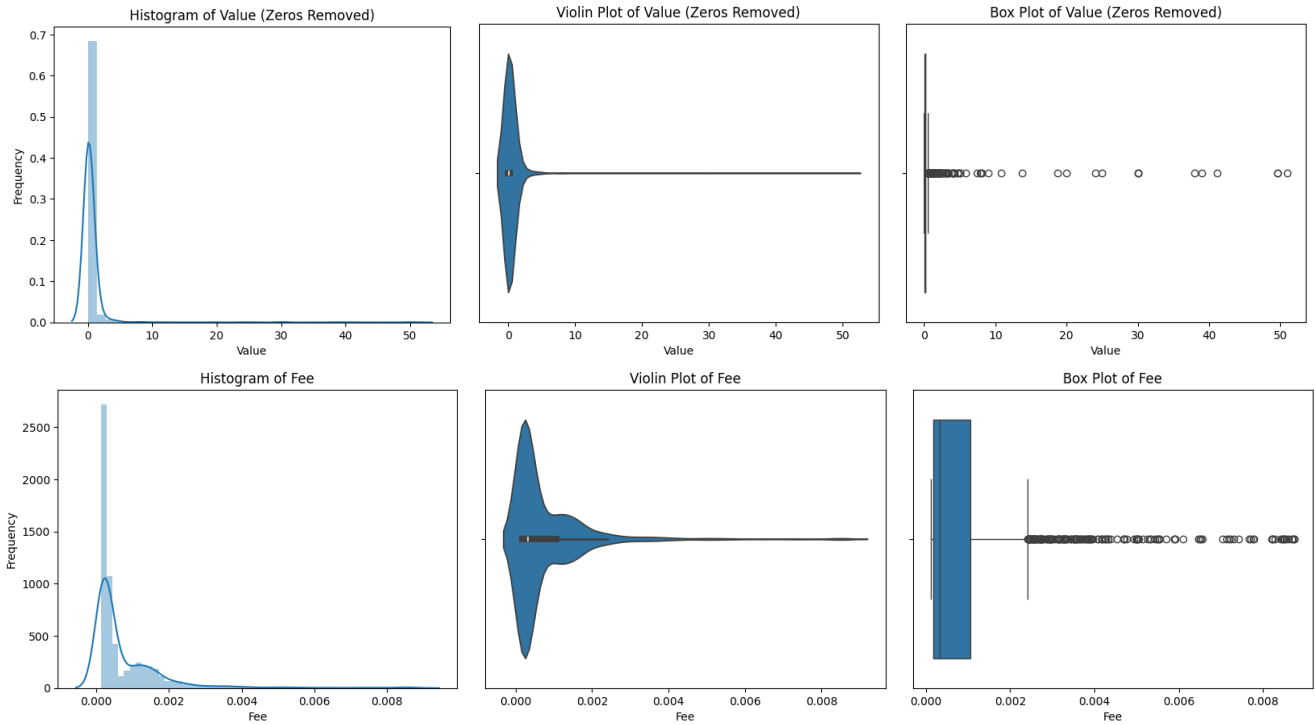 Histogram of Value (Zeros Removed)
Frequency
0.7
0.6
0.5
0.4
0.3
0.2
0.1
0.0
0 10 20 30 40 50
Value
Violin Plot of Value (Zeros Removed)
0 10 20 30 40 50
Value
Box Plot of Value (Zeros Removed)
0 10 20 30 40 50
Value
Histogram of Fee
Frequency
2500
2000
1500
1000
500
0
0.000 0.002 0.004 0.006 0.008
Fee
Violin Plot of Fee
0.000 0.002 0.004 0.006 0.008
Fee
Box Plot of Fee
0.000 0.002 0.004 0.006 0.008
Fee